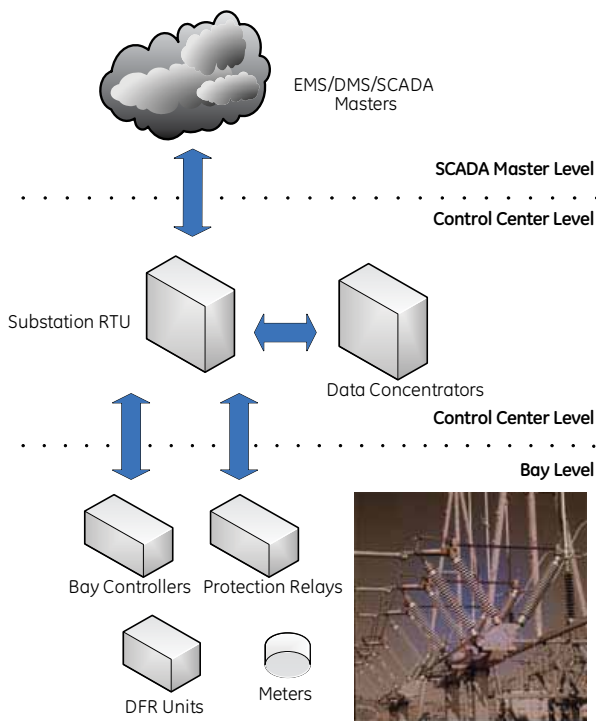 EMS/DMS/SCADA
Masters
SCADA Master Level
Control Center Level
Substation RTU
Data Concentrators
Control Center Level
Bay Level
Bay Controllers
Protection Relays
DFR Units
Meters